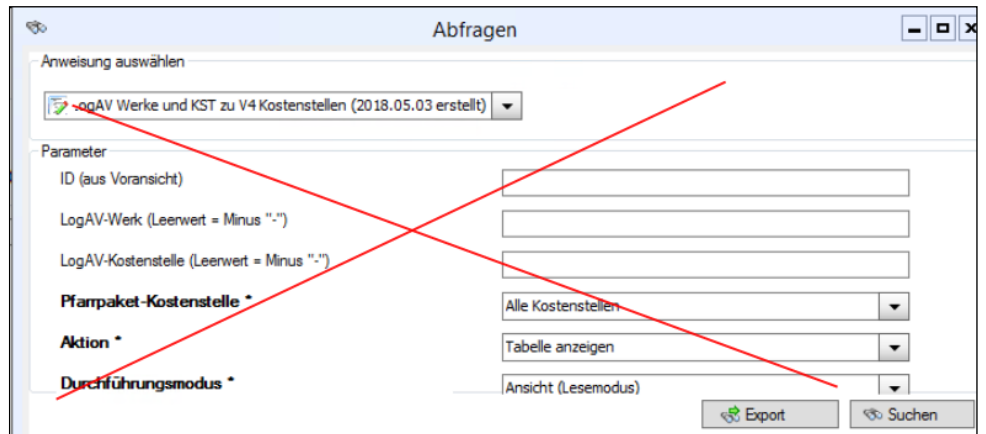 Abfragen
Anweisung auswählen
.ogAV Werke und KST zu V4 Kostenstellen (2018.05.03 erstellt)
Parameter
ID (aus Voransicht)
LogAV-Werk (Leerwert = Minus "-")
LogAV-Kostenstelle (Leerwert = Minus "-")
Pfarrpaket-Kostenstelle * Alle Kostenstellen
Aktion * Tabelle anzeigen
Durchführungsmodus * Ansicht (Lesemodus)
Export Suchen